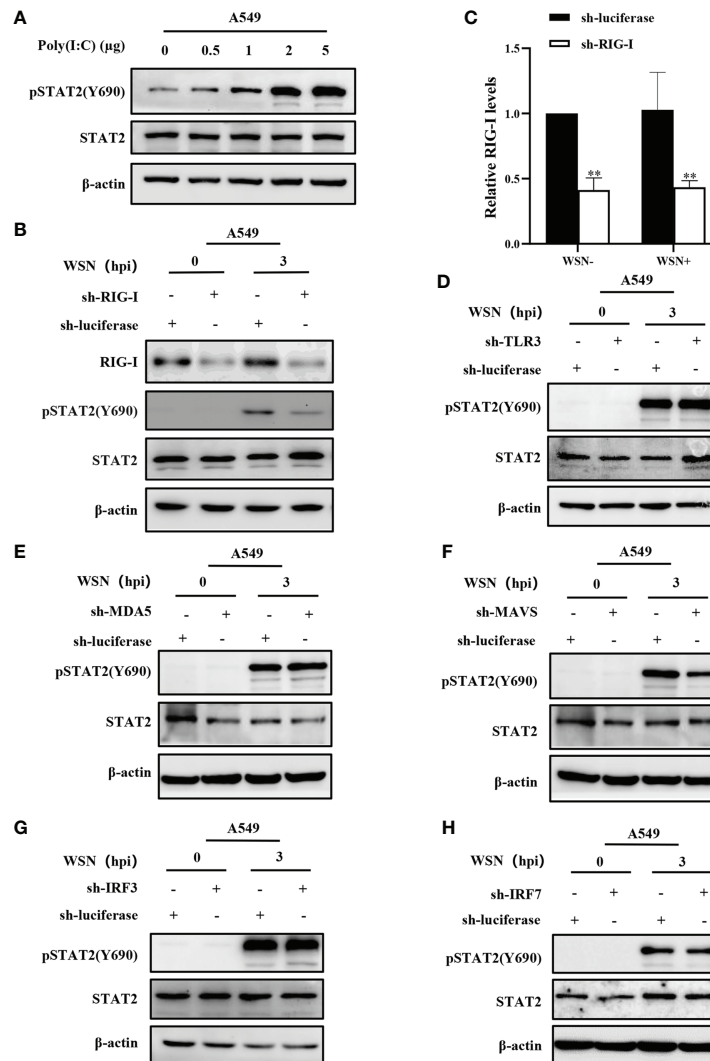 A
A549
Poly(I:C) (μg)
0 0.5 1 2 5
pSTAT2(Y690)
STAT2
β-actin
B
A549
WSN (hpi)
0 3
sh-RIG-I - + - +
sh-luciferase + - + -
RIG-I
pSTAT2(Y690)
STAT2
β-actin
C
sh-luciferase
sh-RIG-I
Relative RIG-I levels
1.5
1.0
0.5
0.0
** **
WSN- WSN+
D
A549
WSN (hpi)
0 3
sh-TLR3 - + - +
sh-luciferase + - + -
pSTAT2(Y690)
STAT2
β-actin
E
A549
WSN (hpi)
0 3
sh-MDA5 - + - +
sh-luciferase + - + -
pSTAT2(Y690)
STAT2
β-actin
F
A549
WSN (hpi)
0 3
sh-MAVS - + - +
sh-luciferase + - + -
pSTAT2(Y690)
STAT2
β-actin
G
A549
WSN (hpi)
0 3
sh-IRF3 - + - +
sh-luciferase + - + -
pSTAT2(Y690)
STAT2
β-actin
H
A549
WSN (hpi)
0 3
sh-IRF7 - + - +
sh-luciferase + - + -
pSTAT2(Y690)
STAT2
β-actin